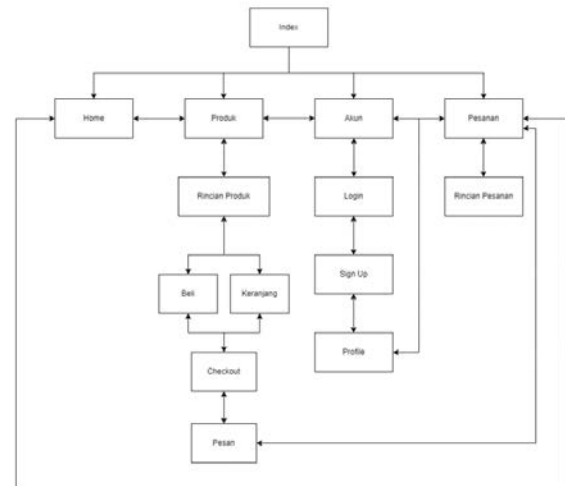 Index
Home
Produk
Akun
Pesanan
Rincian Produk
Login
Rincian Pesanan
Beli
Keranjang
Sign Up
Profile
Checkout
Pesan